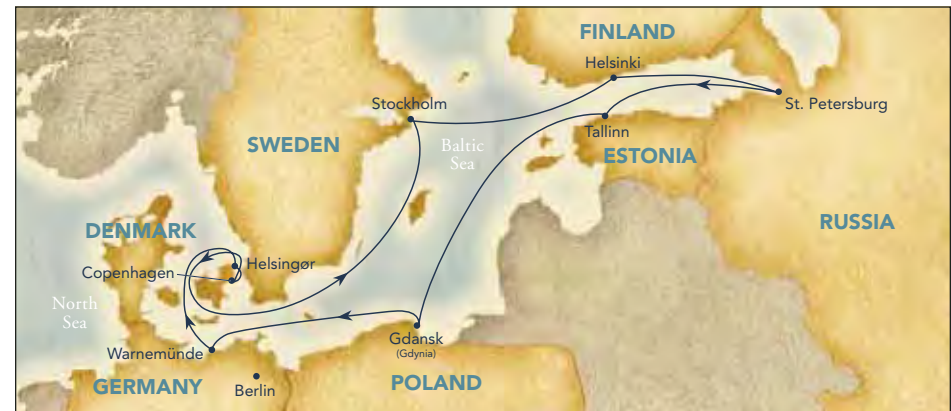 FINLAND
Helsinki
St. Petersburg
Stockholm
Tallinn
SWEDEN
Baltic
Sea
ESTONIA
RUSSIA
DENMARK
Helsingør
Copenhagen
North
Sea
Gdansk
(Gdynia)
Warnemünde
GERMANY
Berlin
POLAND